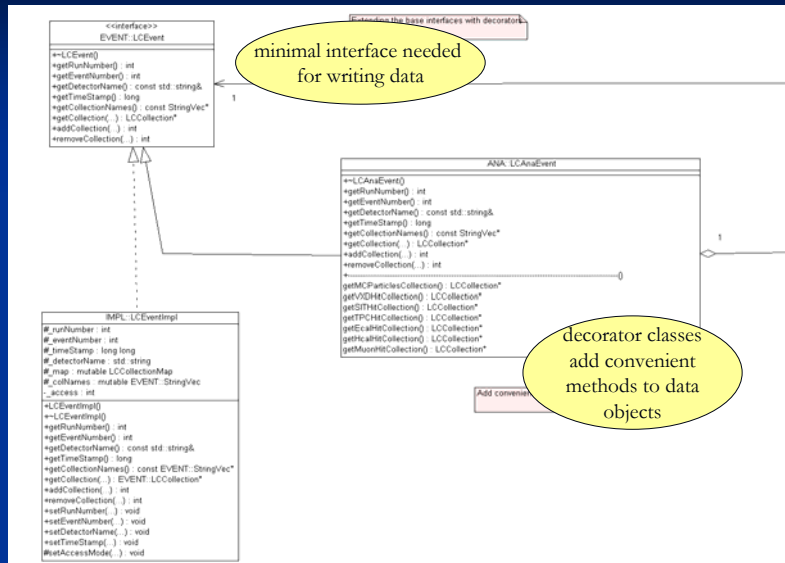 <<interface>>
EVENT::LCEvent
+~LCEvent()
+getRunNumber() : int
+getEventNumber() : int
+getDetectorName() : const std::string&
+getTimeStamp() : long
+getCollectionNames() : const StringVec*
+getCollection(...) : LCCollection*
+addCollection(...) : int
+removeCollection(...) : int
the base interfaces with decorators
minimal interface needed
for writing data
1
ANA::LCAnaEvent
+~LCAnaEvent()
+getRunNumber() : int
+getEventNumber() : int
+getDetectorName() : const std::string&
+getTimeStamp() : long
+getCollectionNames() : const StringVec*
+getCollection(...) : LCCollection*
+addCollection(...) : int
+removeCollection(...) : int
+----------------------------------------------------------------------()
getMCParticlesCollection() : LCCollection*
getVXDHitCollection() : LCCollection*
getSITHitCollection() : LCCollection*
getTPCHitCollection() : LCCollection*
getEcalHitCollection() : LCCollection*
getHcalHitCollection() : LCCollection*
getMuonHitCollection() : LCCollection*
1
decorator classes
add convenient
methods to data
objects
Add convenien
IMPL::LCEventImpl
#_runNumber : int
#_eventNumber : int
#_timeStamp : long long
#_detectorName : std::string
#_map : mutable LCCollectionMap
#_colNames : mutable EVENT::StringVec
-_access : int
+LCEventImpl()
+~LCEventImpl()
+getRunNumber() : int
+getEventNumber() : int
+getDetectorName() : const std::string&
+getTimeStamp() : long
+getCollectionNames() : const EVENT::StringVec*
+getCollection(...) : EVENT::LCCollection*
+addCollection(...) : int
+removeCollection(...) : int
+setRunNumber(...) : void
+setEventNumber(...) : void
+setDetectorName(...) : void
+setTimeStamp(...) : void
#setAccessMode(...) : void